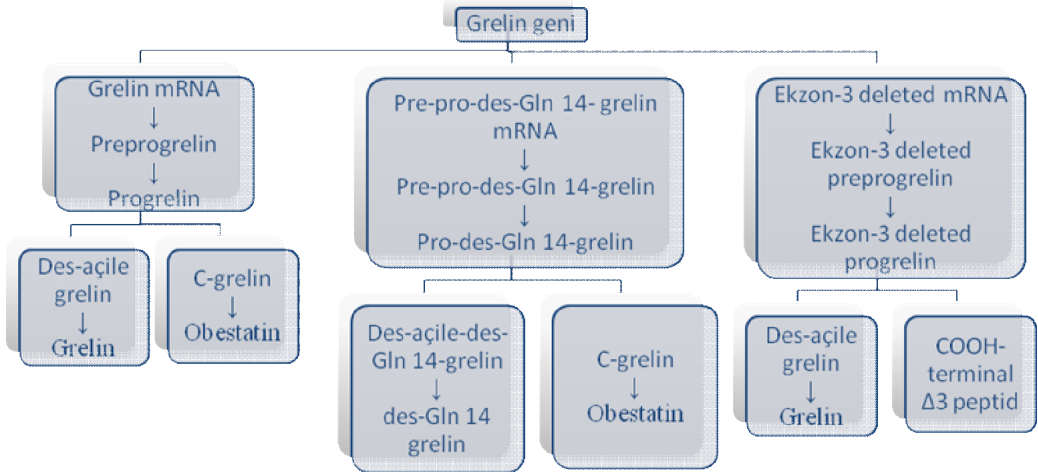 Grelin geni
Grelin mRNA
↓
Preprogrelin
↓
Progrelin
Des-açile
grelin
↓
Grelin
C-grelin
↓
Obestatin
Pre-pro-des-Gln 14- grelin
mRNA
↓
Pre-pro-des-Gln 14-grelin
↓
Pro-des-Gln 14-grelin
Des-açile-des-
Gln 14-grelin
↓
des-Gln 14
grelin
C-grelin
↓
Obestatin
Ekzon-3 deleted mRNA
↓
Ekzon-3 deleted
preprogrelin
↓
Ekzon-3 deleted
progrelin
Des-açile
grelin
↓
Grelin
COOH-
terminal
Δ3 peptid